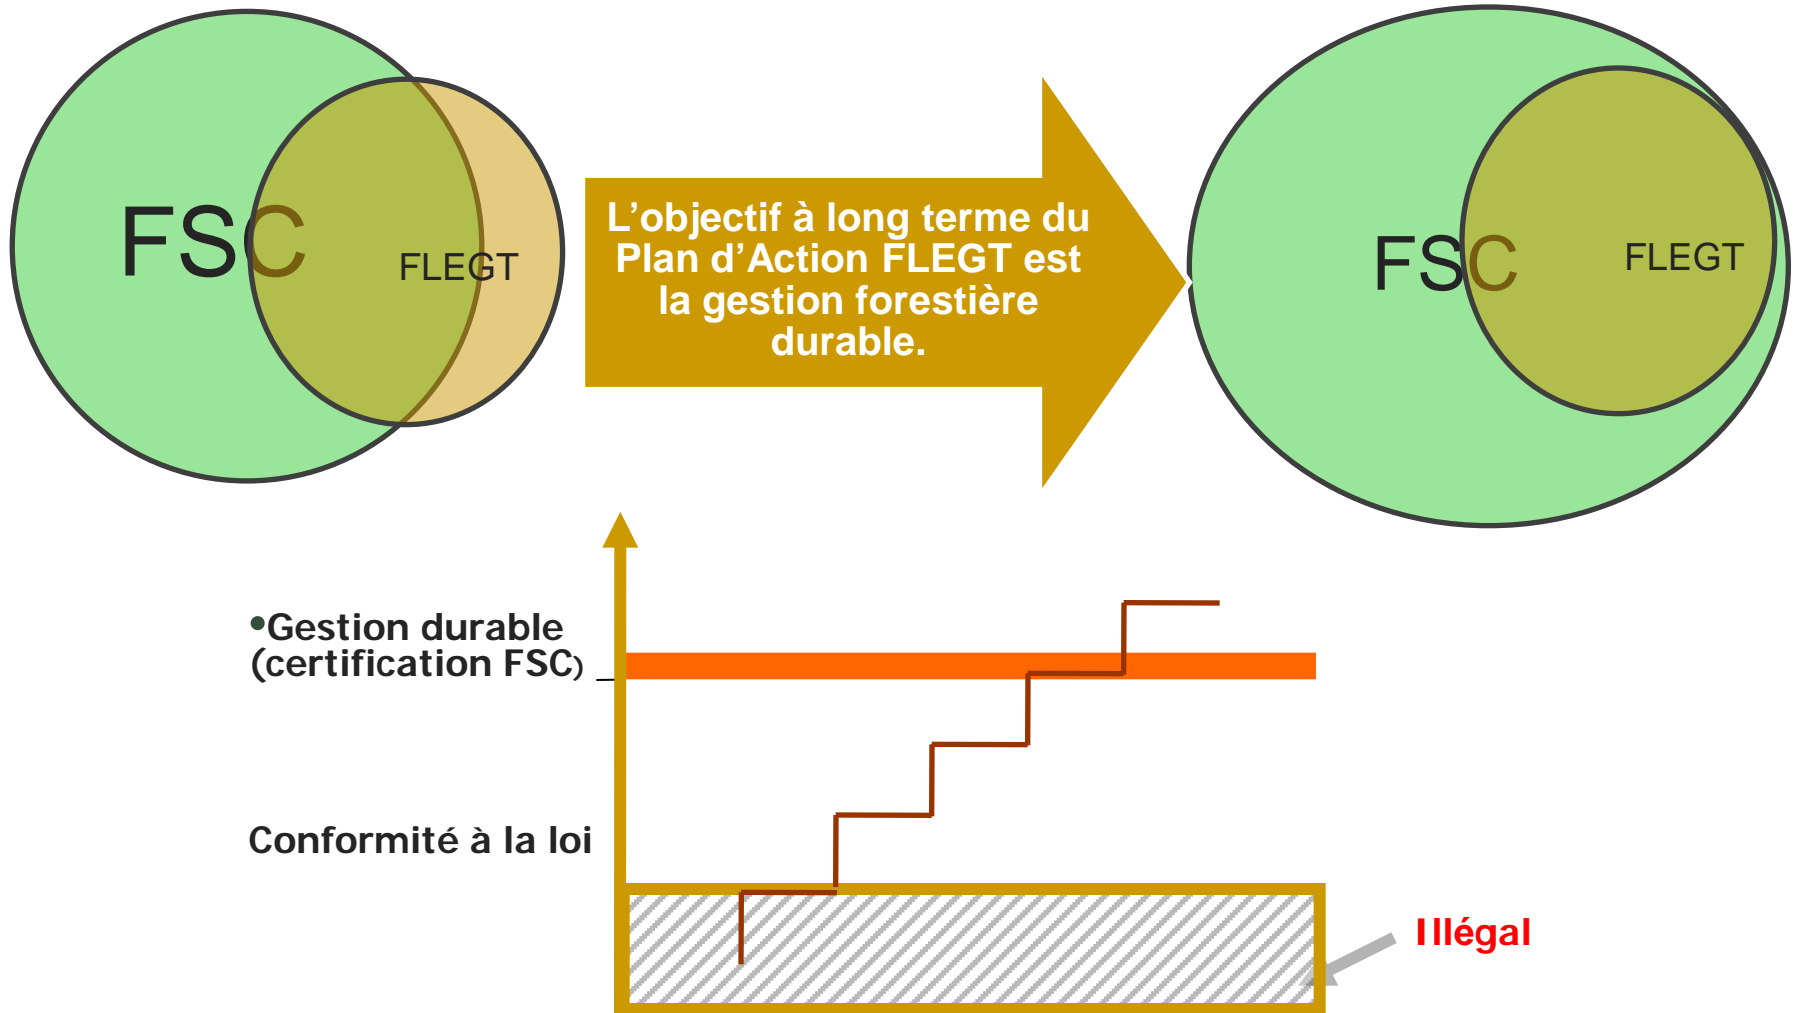 FSC
FLEGT
L’objectif à long terme du
Plan d’Action FLEGT est
la gestion forestière
durable.
FSC
FLEGT
•Gestion durable
(certification FSC)
Conformité à la loi
Illégal